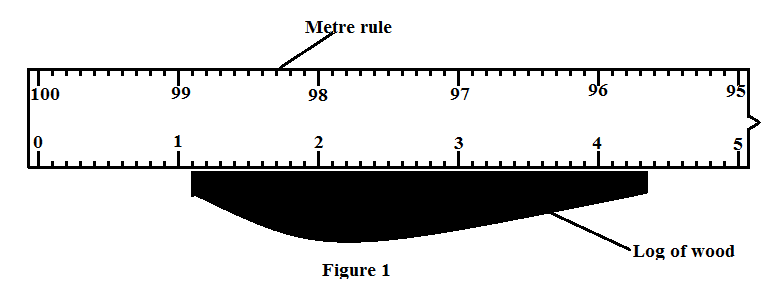 Metre rule
100 99 98 97 96 95
0 1 2 3 4 5
Log of wood
Figure 1